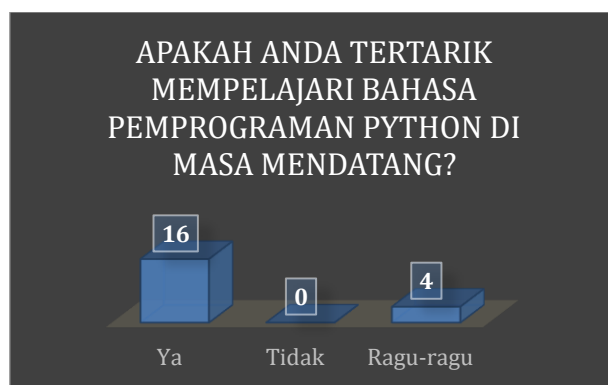 APAKAH ANDA TERTARIK
MEMPELAJARI BAHASA
PEMPROGRAMAN PYTHON DI
MASA MENDATANG?
16
0
4
Ya
Tidak
Ragu-ragu